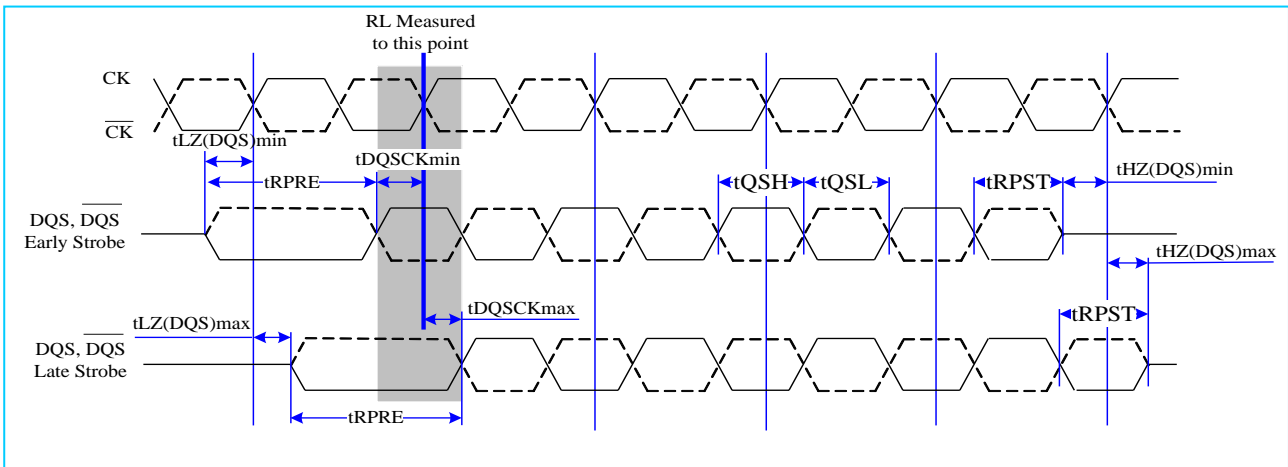 RL Measured
to this point
CK
CK
tLZ(DQS)min
tDQSCKmin
tRPRE
tQSH
tQSL
tRPST
tHZ(DQS)min
DQS, DQS
Early Strobe
tHZ(DQS)max
tLZ(DQS)max
tDQSCKmax
tRPST
DQS, DQS
Late Strobe
tRPRE